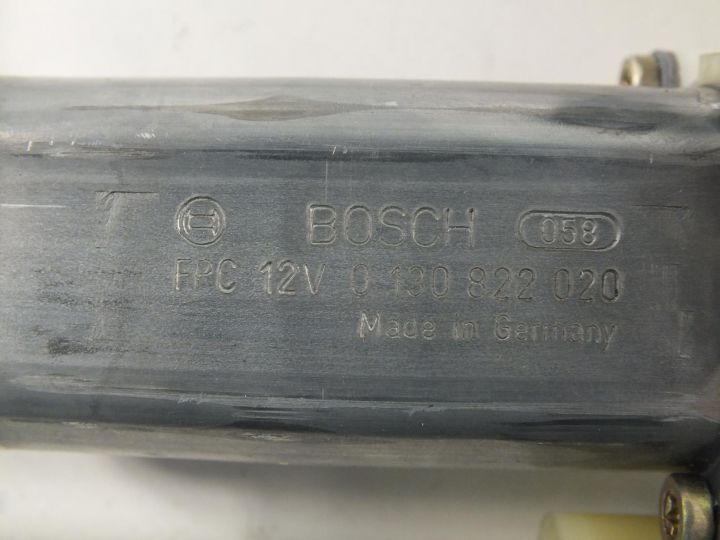 BOSCH 058
FPC 12V 0 130 822 020
Made in Germany